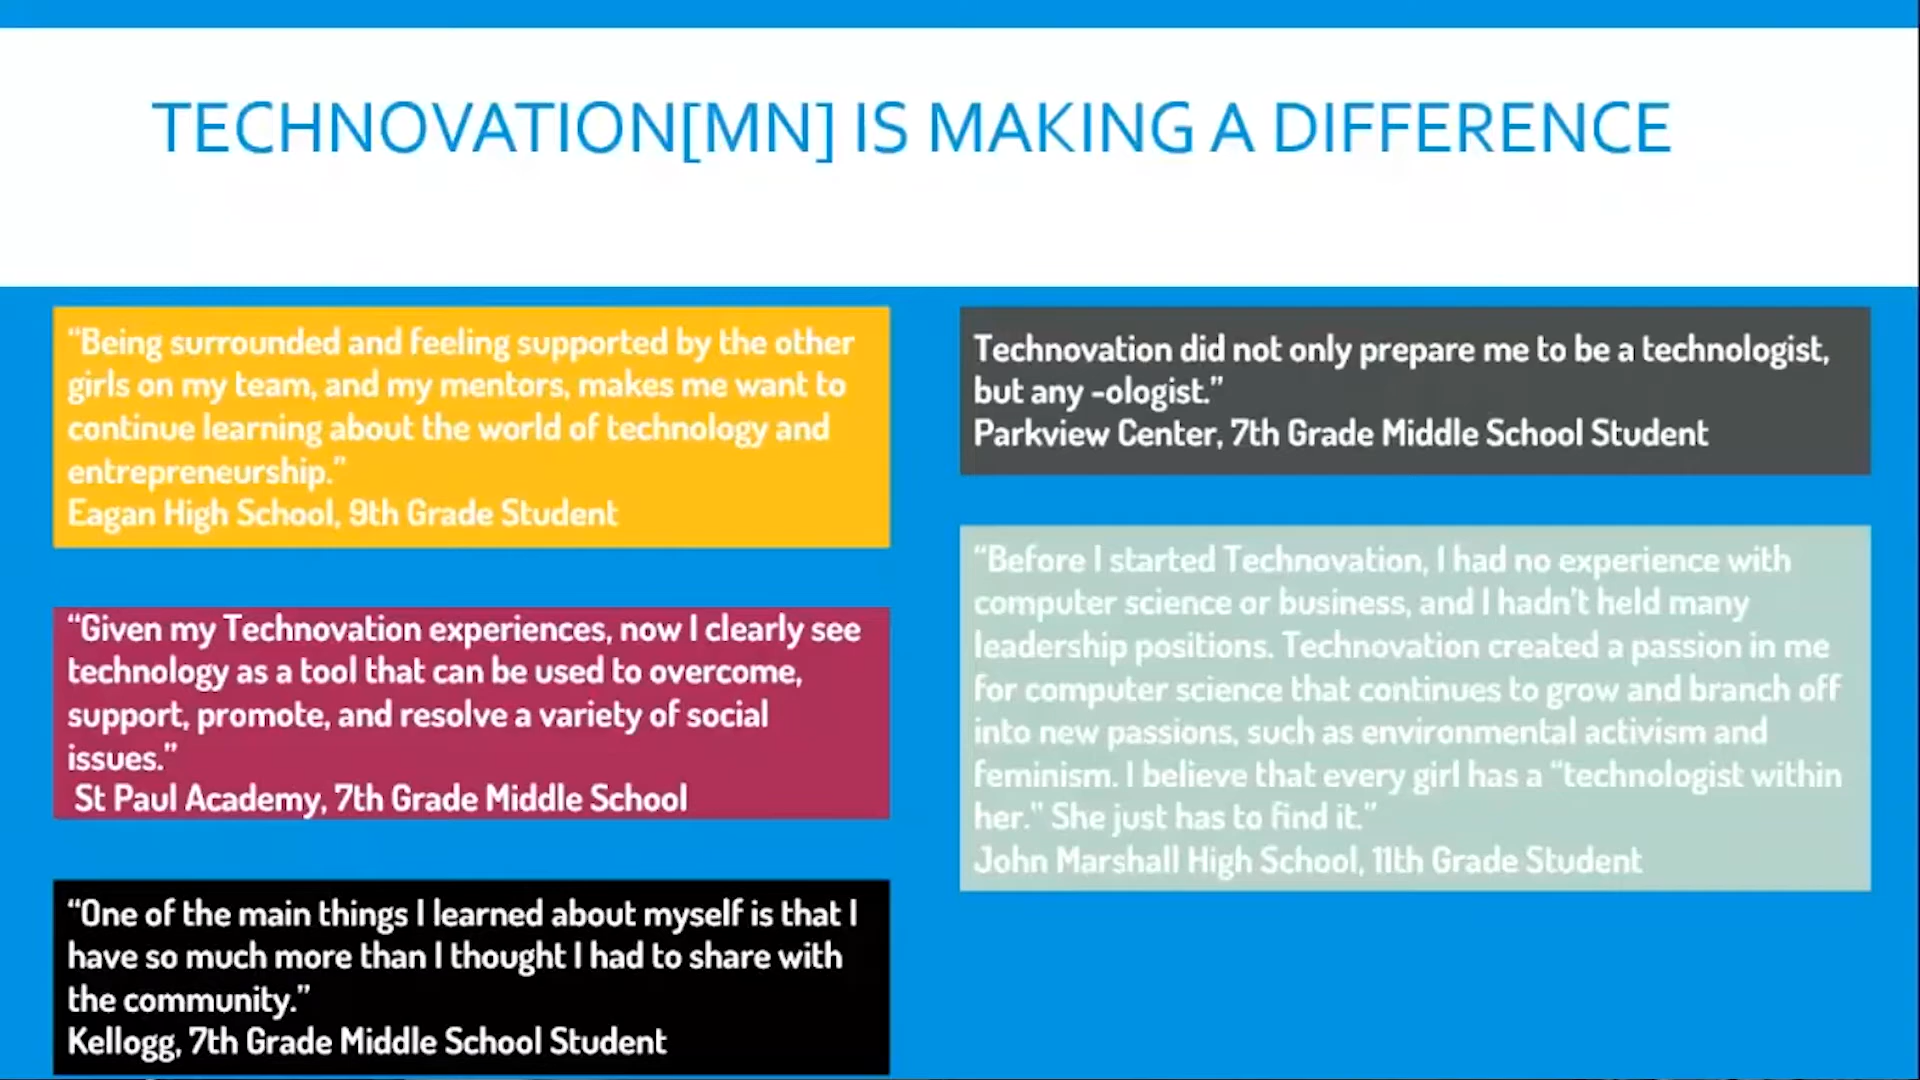 TECHNOVATION[MN] IS MAKING A DIFFERENCE
“Being surrounded and feeling supported by the other
girls on my team, and my mentors, makes me want to
continue learning about the world of technology and
entrepreneurship.”
Eagan High School, 9th Grade Student
“Given my Technovation experiences, now I clearly see
technology as a tool that can be used to overcome,
support, promote, and resolve a variety of social
issues.”
St Paul Academy, 7th Grade Middle School
“One of the main things I learned about myself is that I
have so much more than I thought I had to share with
the community.”
Kellogg, 7th Grade Middle School Student
Technovation did not only prepare me to be a technologist,
but any -ologist.”
Parkview Center, 7th Grade Middle School Student
“Before I started Technovation, I had no experience with
computer science or business, and I hadn’t held many
leadership positions. Technovation created a passion in me
for computer science that continues to grow and branch off
into new passions, such as environmental activism and
feminism. I believe that every girl has a “technologist within
her." She just has to find it.”
John Marshall High School, 11th Grade Student